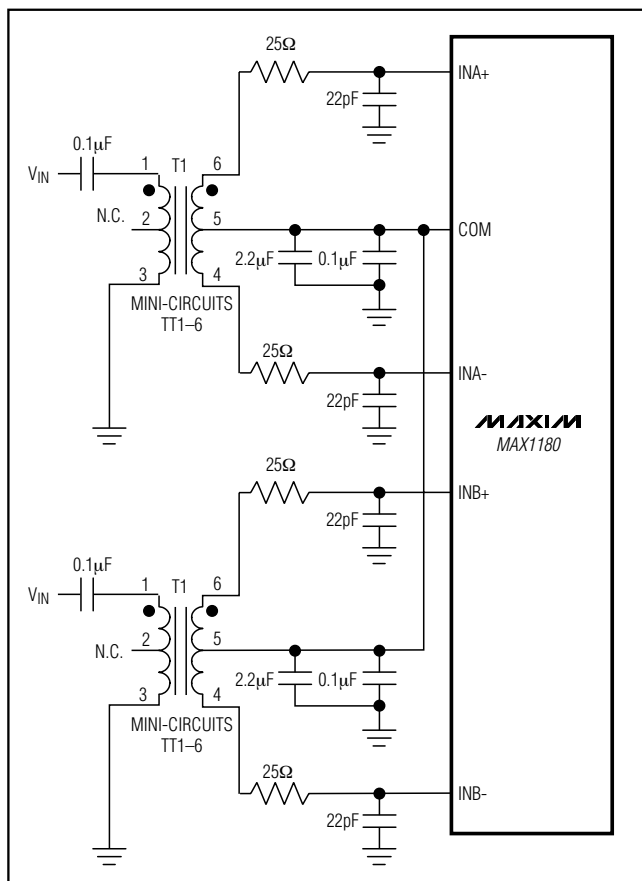 25Ω
INA+
22pF
0.1µF
VIN
1
T1
6
N.C.
2
5
COM
2.2µF
0.1µF
3
4
MINI-CIRCUITS
TT1–6
25Ω
INA-
22pF
MAXIM
MAX1180
25Ω
INB+
22pF
0.1µF
VIN
1
T1
6
N.C.
2
5
2.2µF
0.1µF
3
4
MINI-CIRCUITS
TT1–6
25Ω
INB-
22pF